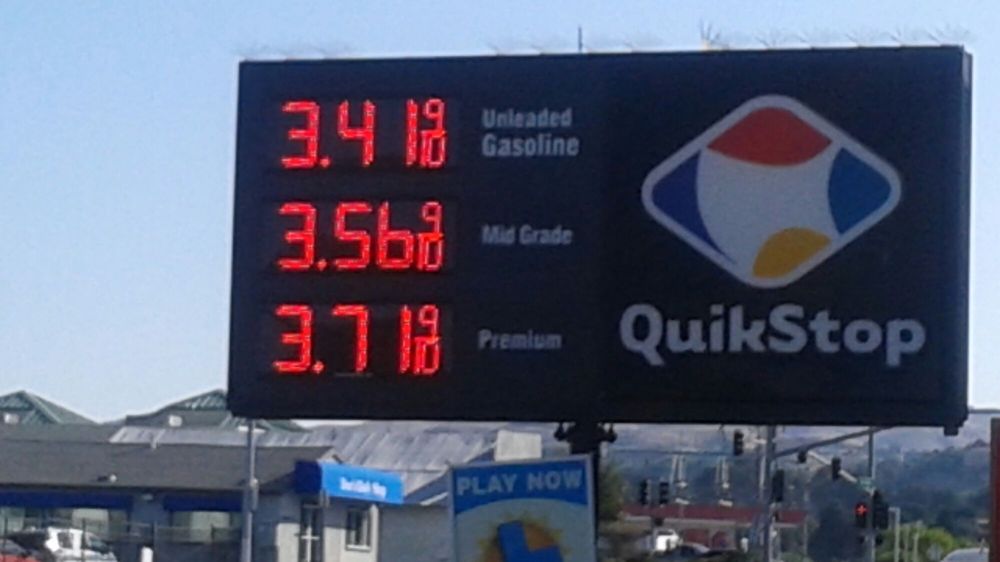 3.41 9/10 Unleaded Gasoline
3.56 9/10 Mid Grade
3.71 9/10 Premium
QuikStop
PLAY NOW